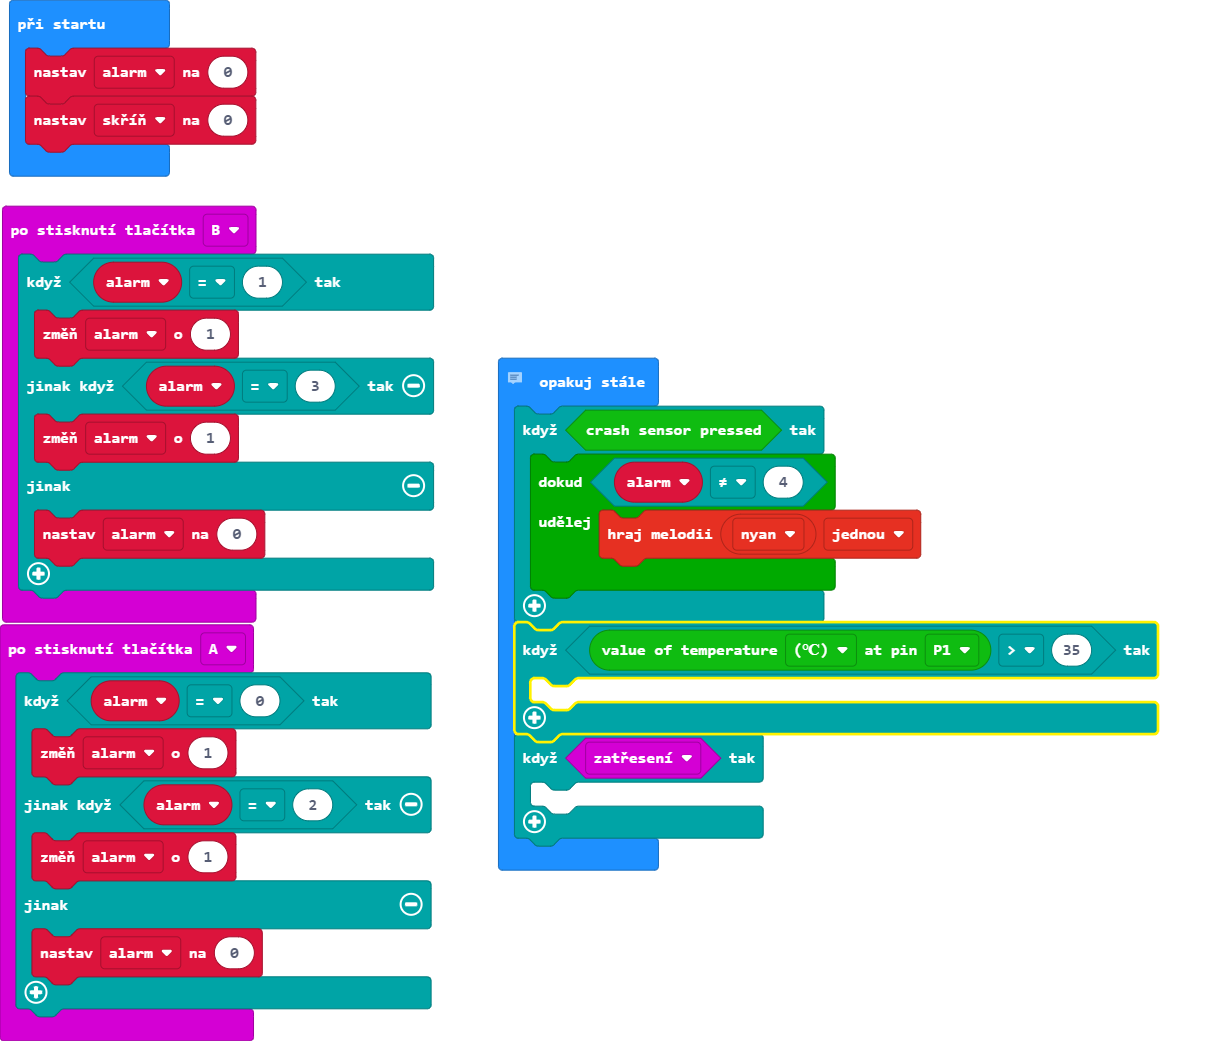 při startu
nastav alarm na 0
nastav skříň na 0
po stisknutí tlačítka B
když alarm = 1 tak
změň alarm o 1
jinak když alarm = 3 tak
změň alarm o 1
jinak
nastav alarm na 0
po stisknutí tlačítka A
když alarm = 0 tak
změň alarm o 1
jinak když alarm = 2 tak
změň alarm o 1
jinak
nastav alarm na 0
opakuj stále
když crash sensor pressed tak
dokud alarm ≠ 4
udělej hraj melodii nyan jednou
když value of temperature (℃) at pin P1 > 35 tak
když zatřesení tak